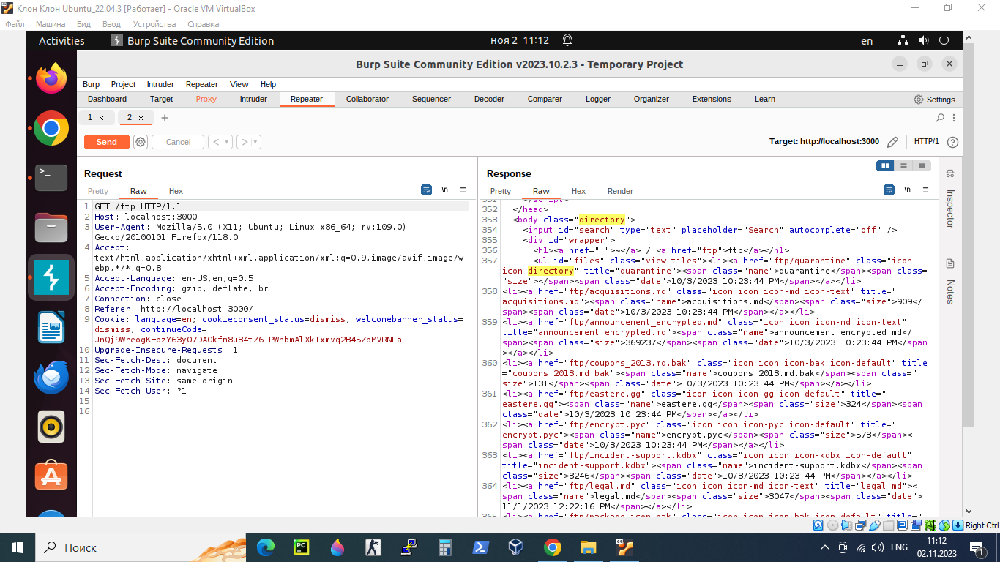 Клон Клон Ubuntu_22.04.3 [Работает] - Oracle VM VirtualBox
Файл Машина Вид Ввод Устройства Справка
Activities Burp Suite Community Edition ноя 2 11:12 en
Burp Suite Community Edition v2023.10.2.3 - Temporary Project
Burp Project Intruder Repeater View Help
Dashboard Target Proxy Intruder Repeater Collaborator Sequencer Decoder Comparer Logger Organizer Extensions Learn Settings
1 × 2 × +
Send Cancel < > Target: http://localhost:3000 HTTP/1 ?
Request
Pretty Raw Hex \n
1 GET /ftp HTTP/1.1
2 Host: localhost:3000
3 User-Agent: Mozilla/5.0 (X11; Ubuntu; Linux x86_64; rv:109.0)
Gecko/20100101 Firefox/118.0
4 Accept:
text/html,application/xhtml+xml,application/xml;q=0.9,image/avif,image/w
ebp,*/*;q=0.8
5 Accept-Language: en-US,en;q=0.5
6 Accept-Encoding: gzip, deflate, br
7 Connection: close
8 Referer: http://localhost:3000/
9 Cookie: language=en; cookieconsent_status=dismiss; welcomebanner_status=
dismiss; continueCode=
JnQj9WreogKEpzY63yO7DAOkfm8u34tZ6IPWhbmAlXk1xmvq2B45ZbMVRNLa
10 Upgrade-Insecure-Requests: 1
11 Sec-Fetch-Dest: document
12 Sec-Fetch-Mode: navigate
13 Sec-Fetch-Site: same-origin
14 Sec-Fetch-User: ?1
15
16
Response
Pretty Raw Hex Render \n
351 </script>
352 </head>
353 <body class="directory">
354 <input id="search" type="text" placeholder="Search" autocomplete="off" />
355 <div id="wrapper">
356 <h1><a href=".">~</a> / <a href="ftp">ftp</a></h1>
357 <ul id="files" class="view-tiles"><li><a href="ftp/quarantine" class="icon
icon-directory" title="quarantine"><span class="name">quarantine</span><span class=
"size"></span><span class="date">10/3/2023 10:23:44 PM</span></a></li>
358 <li><a href="ftp/acquisitions.md" class="icon icon icon-md icon-text" title="
acquisitions.md"><span class="name">acquisitions.md</span><span class="size">909</
span><span class="date">10/3/2023 10:23:44 PM</span></a></li>
359 <li><a href="ftp/announcement_encrypted.md" class="icon icon icon-md icon-text"
title="announcement_encrypted.md"><span class="name">announcement_encrypted.md</
span><span class="size">369237</span><span class="date">10/3/2023 10:23:44 PM</span
></a></li>
360 <li><a href="ftp/coupons_2013.md.bak" class="icon icon icon-bak icon-default" title
="coupons_2013.md.bak"><span class="name">coupons_2013.md.bak</span><span class="
size">131</span><span class="date">10/3/2023 10:23:44 PM</span></a></li>
361 <li><a href="ftp/eastere.gg" class="icon icon icon-gg icon-default" title="
eastere.gg"><span class="name">eastere.gg</span><span class="size">324</span><span
class="date">10/3/2023 10:23:44 PM</span></a></li>
362 <li><a href="ftp/encrypt.pyc" class="icon icon icon-pyc icon-default" title="
encrypt.pyc"><span class="name">encrypt.pyc</span><span class="size">573</span><
span class="date">10/3/2023 10:23:44 PM</span></a></li>
363 <li><a href="ftp/incident-support.kdbx" class="icon icon icon-kdbx icon-default"
title="incident-support.kdbx"><span class="name">incident-support.kdbx</span><span
class="size">3246</span><span class="date">10/3/2023 10:23:44 PM</span></a></li>
364 <li><a href="ftp/legal.md" class="icon icon icon-md icon-text" title="legal.md"><
span class="name">legal.md</span><span class="size">3047</span><span class="date">
11/1/2023 12:22:16 PM</span></a></li>
365 <li><a href="ftp/package.json.bak" class="icon icon icon-bak icon-default" title="
Inspector
Notes
Right Ctrl
Поиск
ENG
11:12
02.11.2023
1